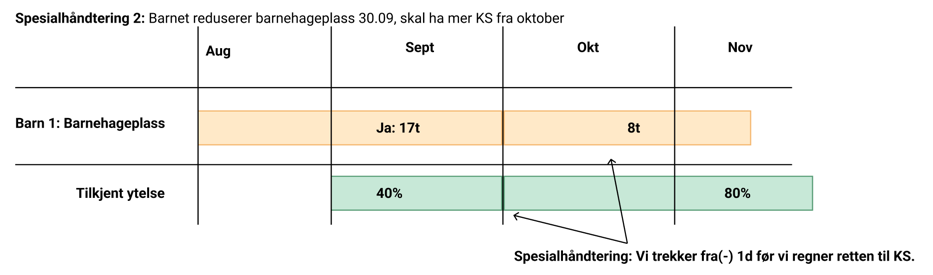 Spesialhåndtering 2: Barnet reduserer barnehageplass 30.09, skal ha mer KS fra oktober
Aug
Sept
Okt
Nov
Barn 1: Barnehageplass
Ja: 17t
8t
Tilkjent ytelse
40%
80%
Spesialhåndtering: Vi trekker fra(-) 1d før vi regner retten til KS.